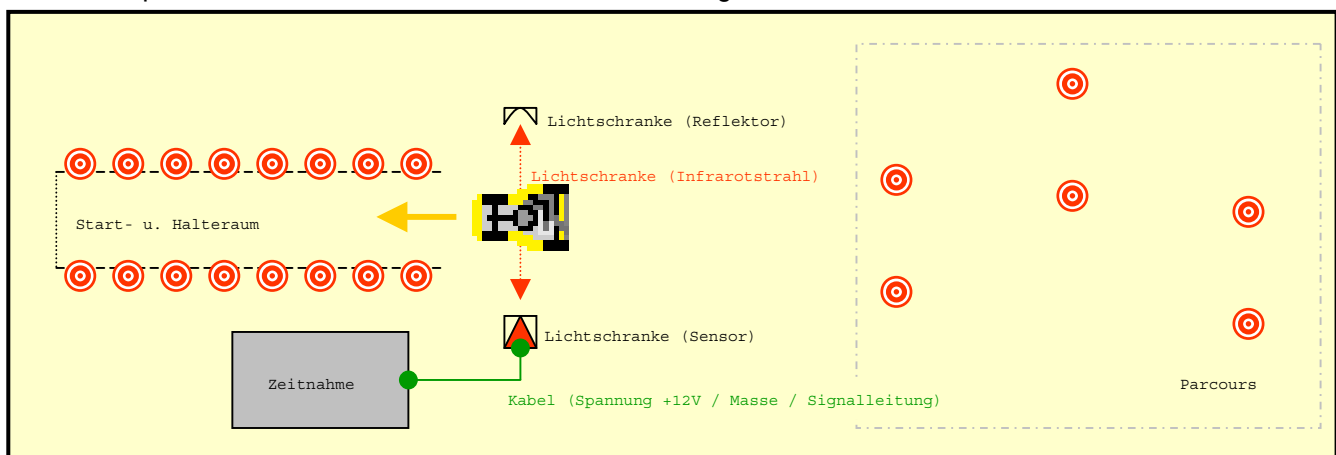 Lichtschranke (Reflektor)
Lichtschranke (Infrarotstrahl)
Start- u. Halteraum
Lichtschranke (Sensor)
Zeitnahme
Parcours
Kabel (Spannung +12V / Masse / Signalleitung)